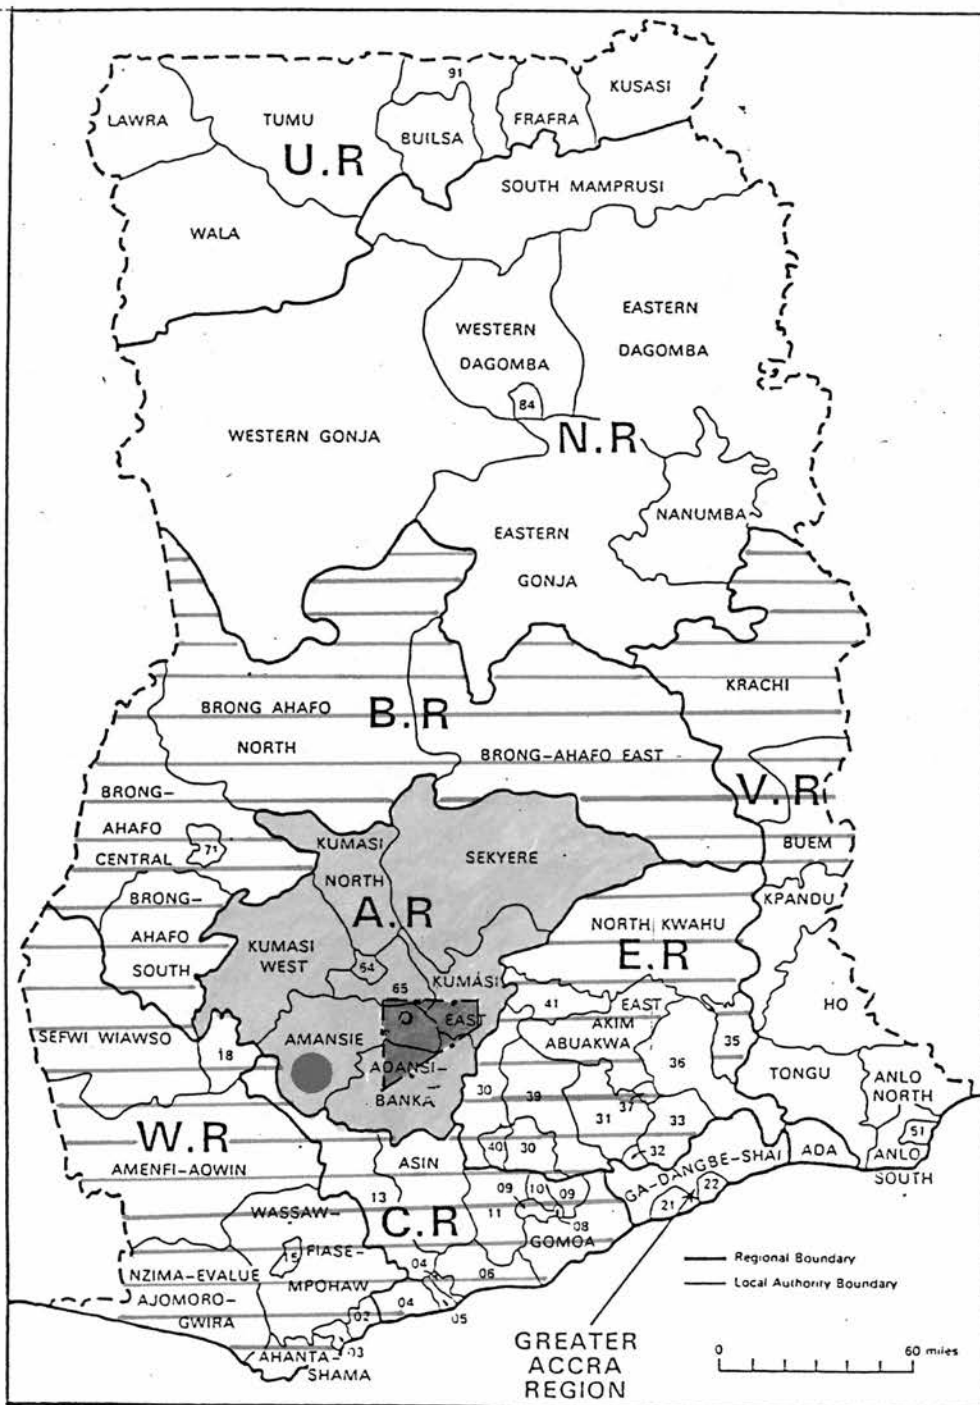 91
KUSASI
LAWRA
TUMU
BUILSA
FRAFRA
U.R
SOUTH MAMPRUSI
WALA
WESTERN
DAGOMBA
EASTERN
DAGOMBA
84
WESTERN GONJA
N.R
NANUMBA
EASTERN
GONJA
KRACHI
BRONG AHAFO
NORTH
B.R
BRONG-AHAFO EAST
V.R
BRONG-
AHAFO
CENTRAL
71
KUMASI
NORTH
SEKYERE
BUEM
BRONG-
AHAFO
SOUTH
A.R
KPANDU
NORTH KWAHU
E.R
KUMASI
WEST
64
65
KUMASI
EAST
HO
41
EAST
AKIM
ABUAKWA
SEFWI WIAWSO
18
AMANSIE
ADANSI-
BANKA
35
36
TONGU
ANLO
NORTH
30
39
31
37
33
51
W.R
40
30
32
GA-DANGBE-SHAI
ADA
ANLO
SOUTH
AMENFI-AOWIN
ASIN
13
09
10
09
22
21
11
08
C.R
GOMOA
WASSAW-
FIASE-
MPOHAW
15
NZIMA-EVALUE
AJOMORO-
GWIRA
04
06
04
02
05
03
AHANTA-
SHAMA
Regional Boundary
Local Authority Boundary
GREATER
ACCRA
REGION
0
60 miles